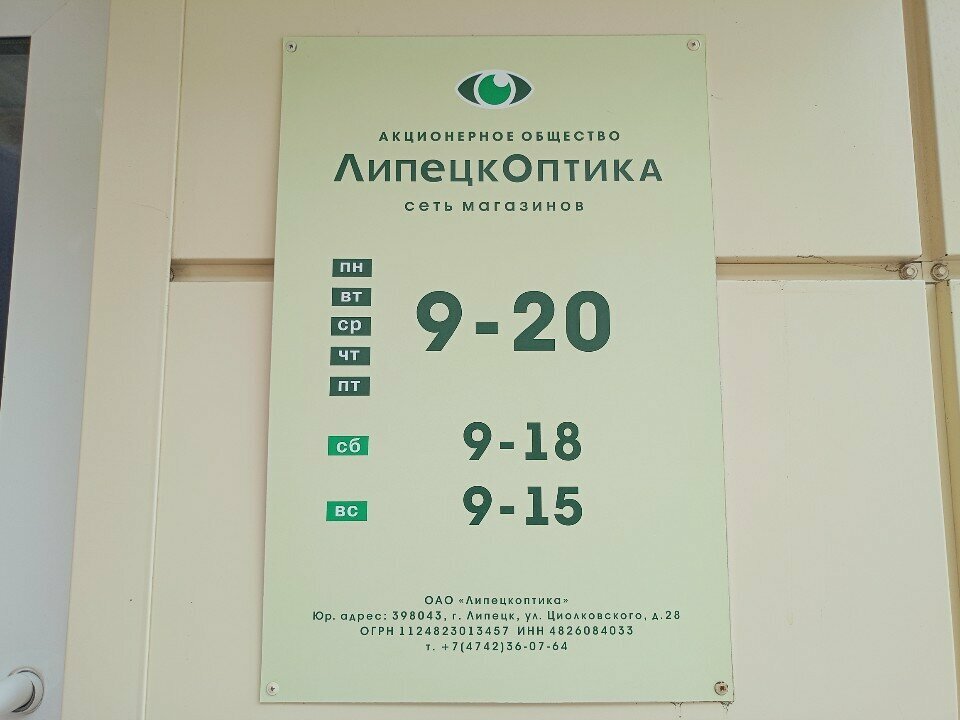 АКЦИОНЕРНОЕ ОБЩЕСТВО
ЛипецкОптика
сеть магазинов
пн
вт
ср
чт
пт
9-20
сб 9-18
вс 9-15
ОАО «Липецкоптика»
Юр. адрес: 398043, г. Липецк, ул. Циолковского, д.28
ОГРН 1124823013457 ИНН 4826084033
т. +7(4742)36-07-64